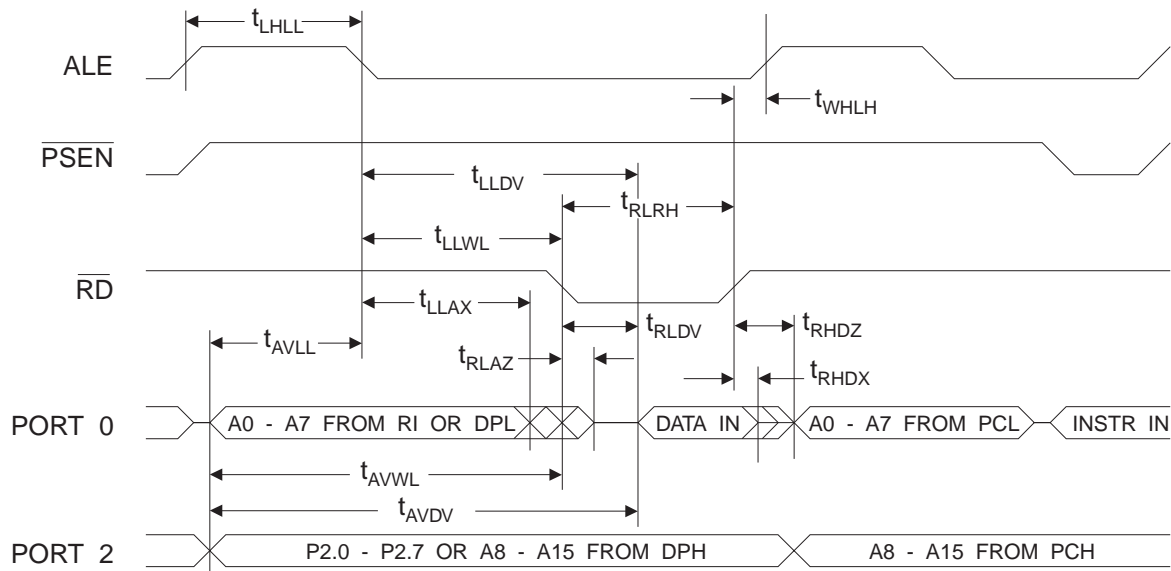 tLHLL
ALE
tWHLH
PSEN
tLLDV
tRLRH
tLLWL
RD
tLLAX
tRLDV
tRHDZ
tAVLL
tRLAZ
tRHDX
PORT 0
A0 - A7 FROM RI OR DPL
DATA IN
A0 - A7 FROM PCL
INSTR IN
tAVWL
tAVDV
PORT 2
P2.0 - P2.7 OR A8 - A15 FROM DPH
A8 - A15 FROM PCH